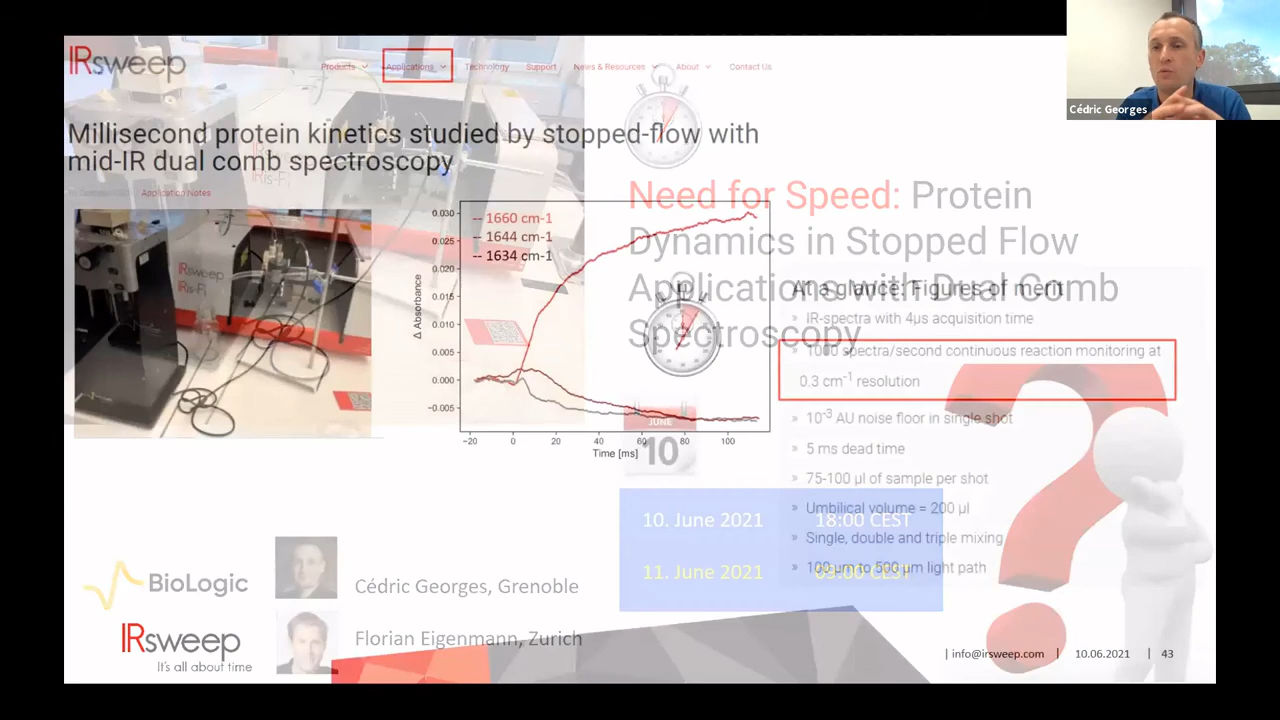 IRsweep
Products
Applications
Technology
Support
News & Resources
About
Contact Us
Millisecond protein kinetics studied by stopped-flow with
mid-IR dual comb spectroscopy
Application Notes
IRsweep
IRis-F1
-- 1660 cm-1
-- 1644 cm-1
-- 1634 cm-1
0.030
0.025
0.020
0.015
0.010
0.005
0.000
−0.005
Δ Absorbance
−20
0
20
40
60
80
100
Time [ms]
Need for Speed: Protein
Dynamics in Stopped Flow
Applications with Dual Comb
Spectroscopy
At a glance: Figures of merit
» IR-spectra with 4µs acquisition time
» 1000 spectra/second continuous reaction monitoring at
0.3 cm-1 resolution
» 10-3 AU noise floor in single shot
» 5 ms dead time
» 75-100 µl of sample per shot
» Umbilical volume = 200 µl
» Single, double and triple mixing
» 100 µm to 500 µm light path
JUNE
10
10. June 2021 18:00 CEST
11. June 2021 09:00 CEST
BioLogic
Cédric Georges, Grenoble
IRsweep
It's all about time
Florian Eigenmann, Zurich
| info@irsweep.com | 10.06.2021 | 43
Cédric Georges